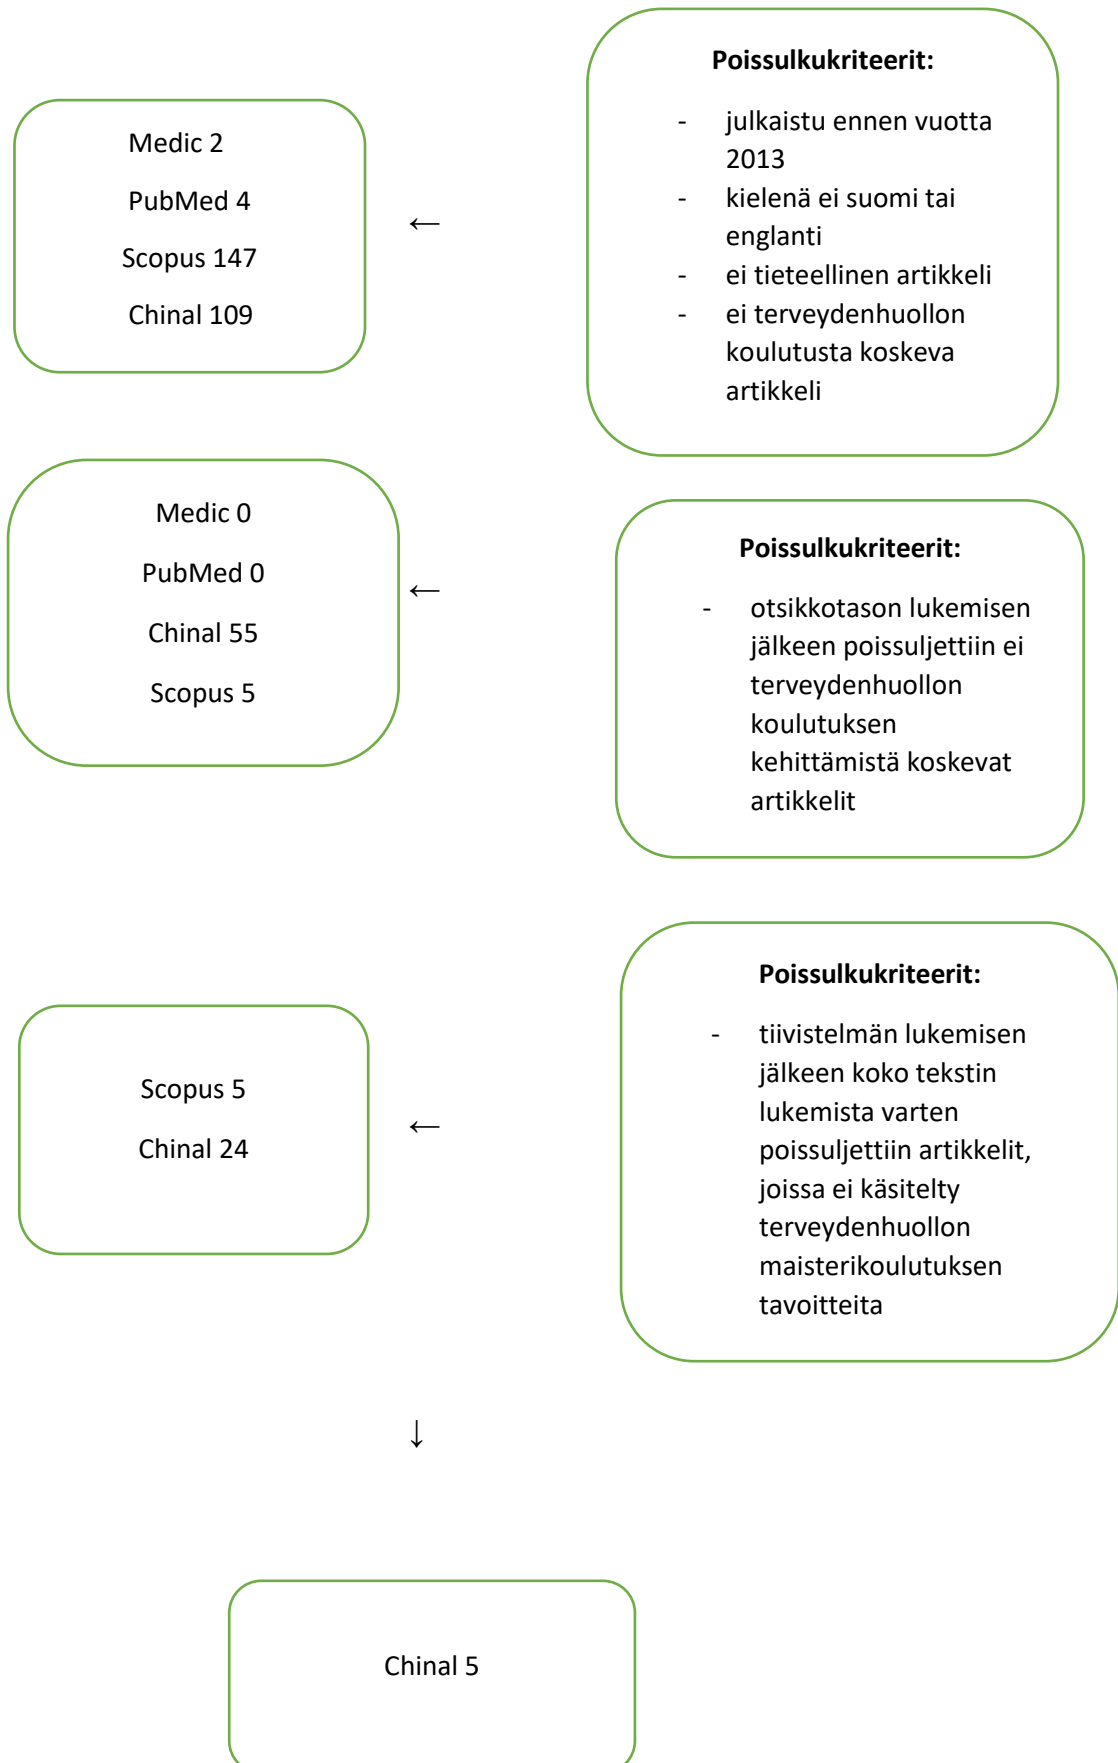 Medic 2
PubMed 4
Scopus 147
Chinal 109
←
Poissulkukriteerit:
- julkaistu ennen vuotta
2013
- kielenä ei suomi tai
englanti
- ei tieteellinen artikkeli
- ei terveydenhuollon
koulutusta koskeva
artikkeli
Medic 0
PubMed 0
Chinal 55
Scopus 5
←
Poissulkukriteerit:
- otsikkotason lukemisen
jälkeen poissuljettiin ei
terveydenhuollon
koulutuksen
kehittämistä koskevat
artikkelit
Scopus 5
Chinal 24
←
Poissulkukriteerit:
- tiivistelmän lukemisen
jälkeen koko tekstin
lukemista varten
poissuljettiin artikkelit,
joissa ei käsitelty
terveydenhuollon
maisterikoulutuksen
tavoitteita
↓
Chinal 5